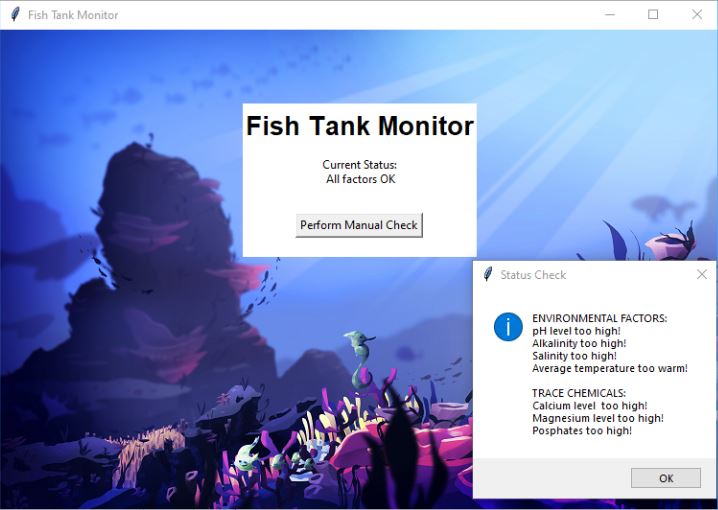 Fish Tank Monitor
Fish Tank Monitor
Current Status:
All factors OK
Perform Manual Check
Status Check
ENVIRONMENTAL FACTORS:
pH level too high!
Alkalinity too high!
Salinity too high!
Average temperature too warm!
TRACE CHEMICALS:
Calcium level  too high!
Magnesium level too high!
Posphates too high!
OK